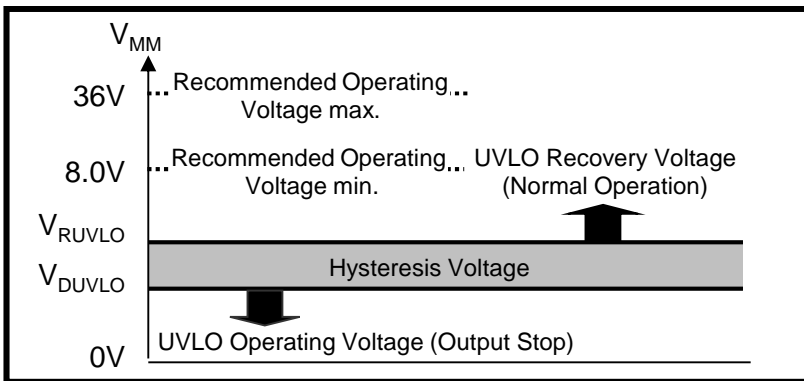 VMM
36V
Recommended Operating
Voltage max.
8.0V
Recommended Operating
Voltage min.
UVLO Recovery Voltage
(Normal Operation)
VRUVLO
Hysteresis Voltage
VDUVLO
UVLO Operating Voltage (Output Stop)
0V